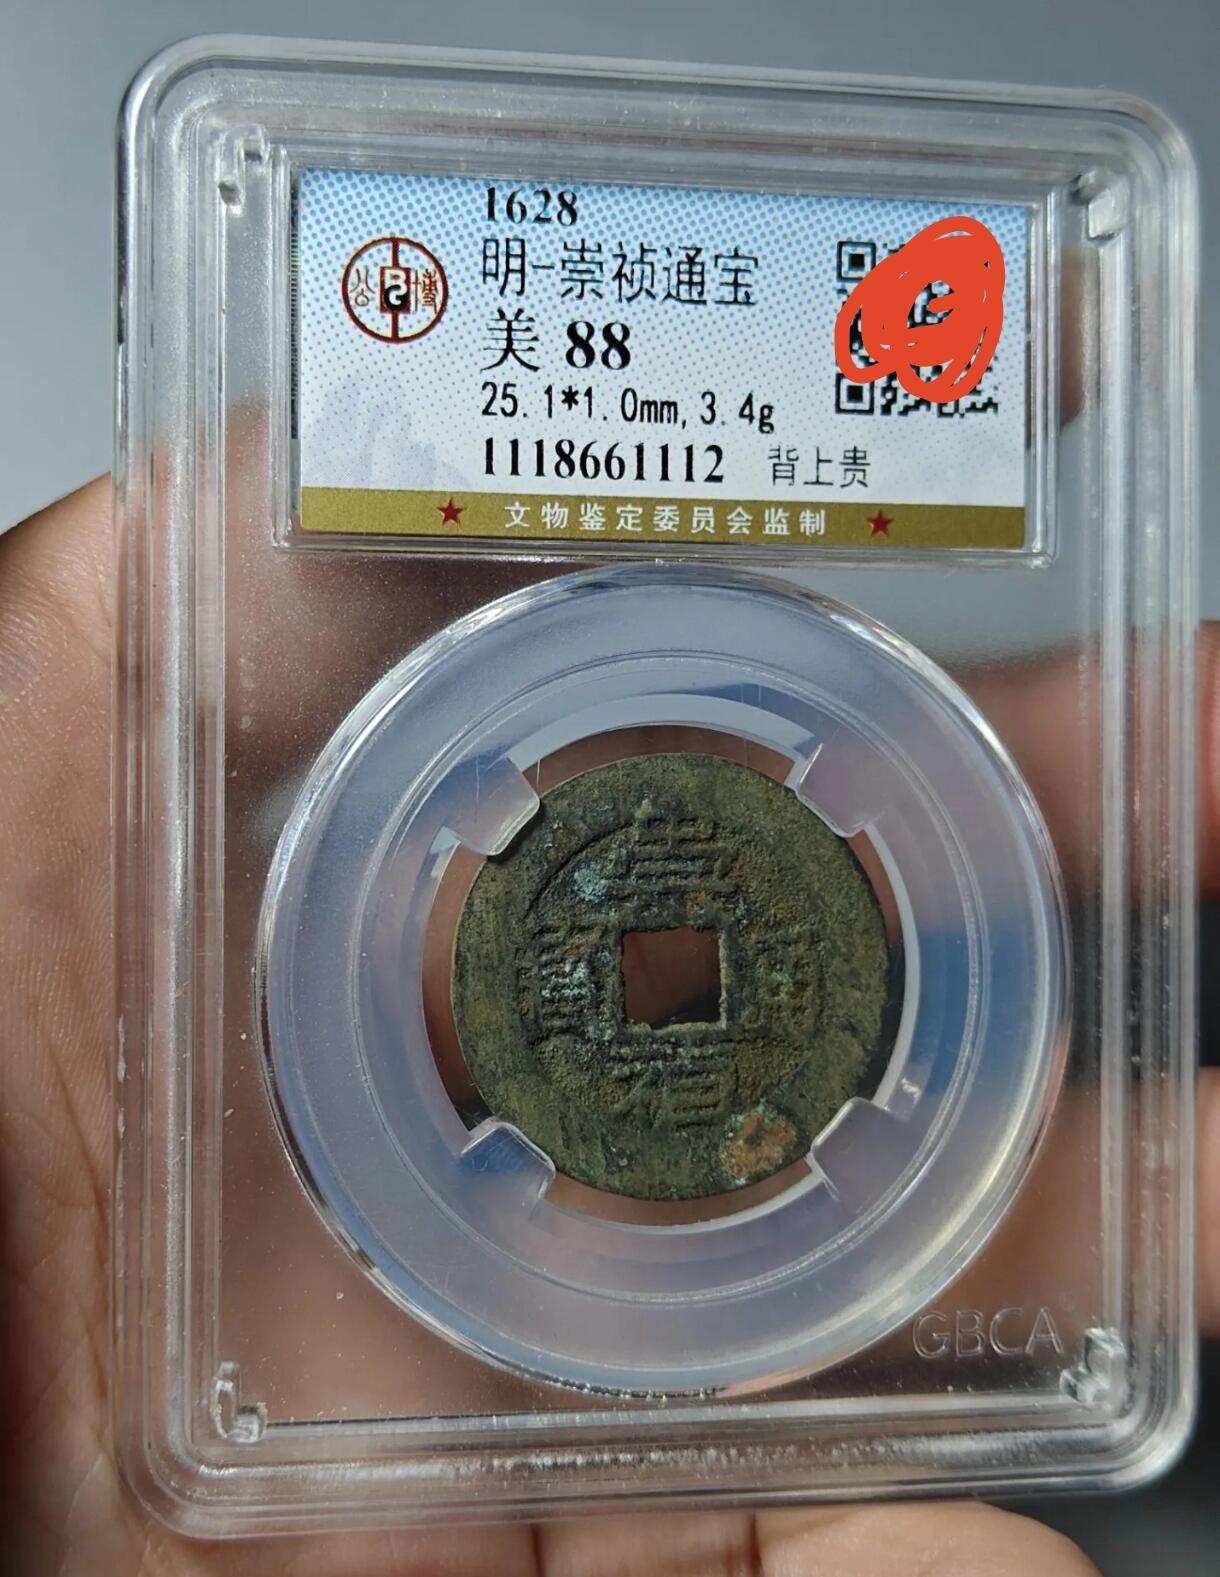 1628
公 博
明-崇祯通宝
美 88
25.1*1.0mm,3.4g
1118661112 背上贵
★ 文物鉴定委员会监制 ★
崇
寶 通
禎
GBCA